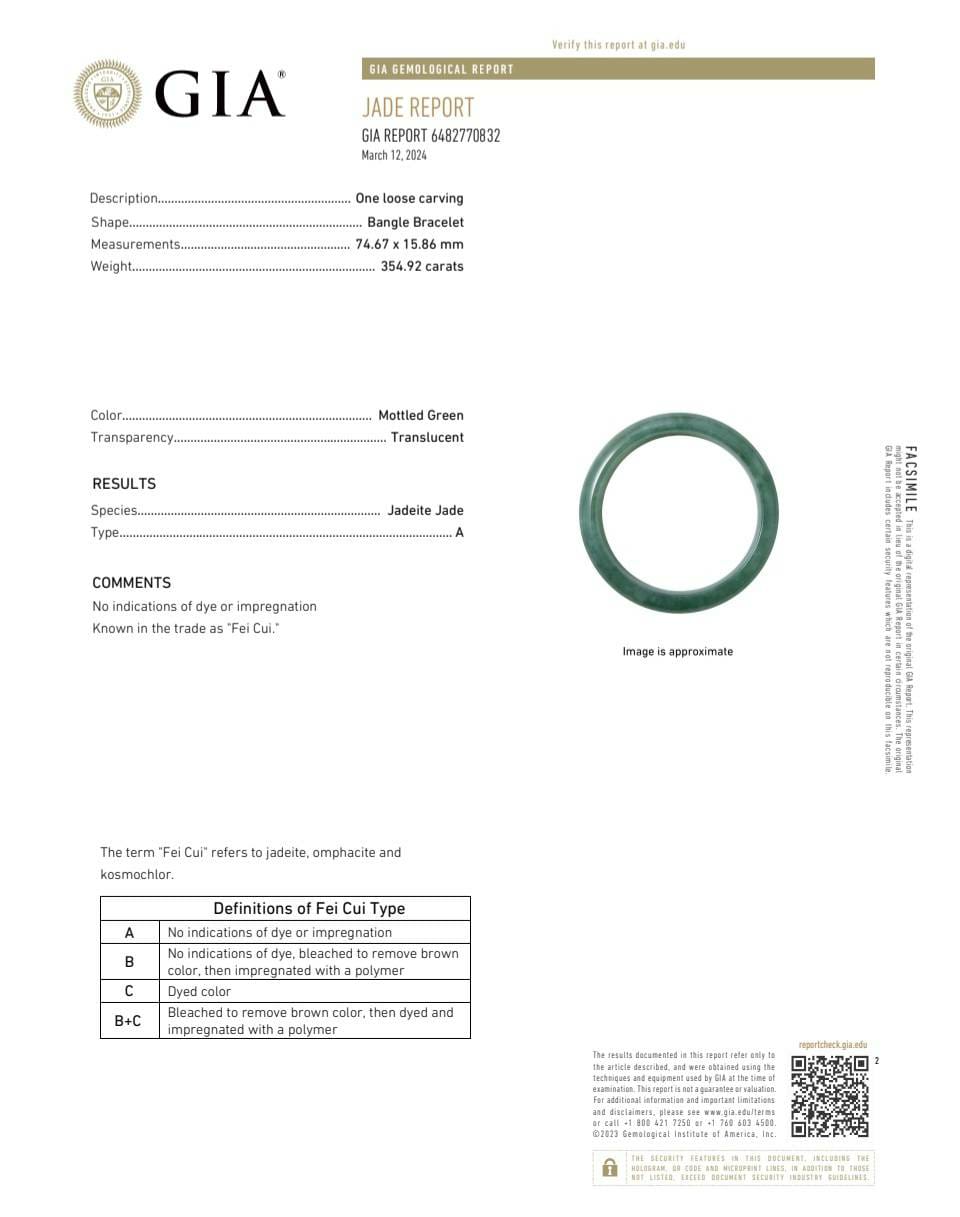 Verify this report at gia.edu
GIA®
GIA GEMOLOGICAL REPORT
JADE REPORT
GIA REPORT 6482770832
March 12, 2024
Description........................................................... One loose carving
Shape....................................................................... Bangle Bracelet
Measurements.................................................... 74.67 x 15.86 mm
Weight.......................................................................... 354.92 carats
Color............................................................................ Mottled Green
Transparency................................................................. Translucent
RESULTS
Species.......................................................................... Jadeite Jade
Type..................................................................................................... A
COMMENTS
No indications of dye or impregnation
Known in the trade as "Fei Cui."
Image is approximate
FACSIMILE This is a digital representation of the original GIA Report. This representation
might not be accepted in lieu of the original GIA Report in certain circumstances. The original
GIA Report includes certain security features which are not reproducible on this facsimile.
The term "Fei Cui" refers to jadeite, omphacite and
kosmochlor.
Definitions of Fei Cui Type
A No indications of dye or impregnation
B No indications of dye, bleached to remove brown
color, then impregnated with a polymer
C Dyed color
B+C Bleached to remove brown color, then dyed and
impregnated with a polymer
reportcheck.gia.edu
2
The results documented in this report refer only to
the article described, and were obtained using the
techniques and equipment used by GIA at the time of
examination. This report is not a guarantee or valuation.
For additional information and important limitations
and disclaimers, please see www.gia.edu/terms
or call +1 800 421 7250 or +1 760 603 4500.
©2023 Gemological Institute of America, Inc.
THE SECURITY FEATURES IN THIS DOCUMENT, INCLUDING THE
HOLOGRAM, QR CODE AND MICROPRINT LINES, IN ADDITION TO THOSE
NOT LISTED, EXCEED DOCUMENT SECURITY INDUSTRY GUIDELINES.